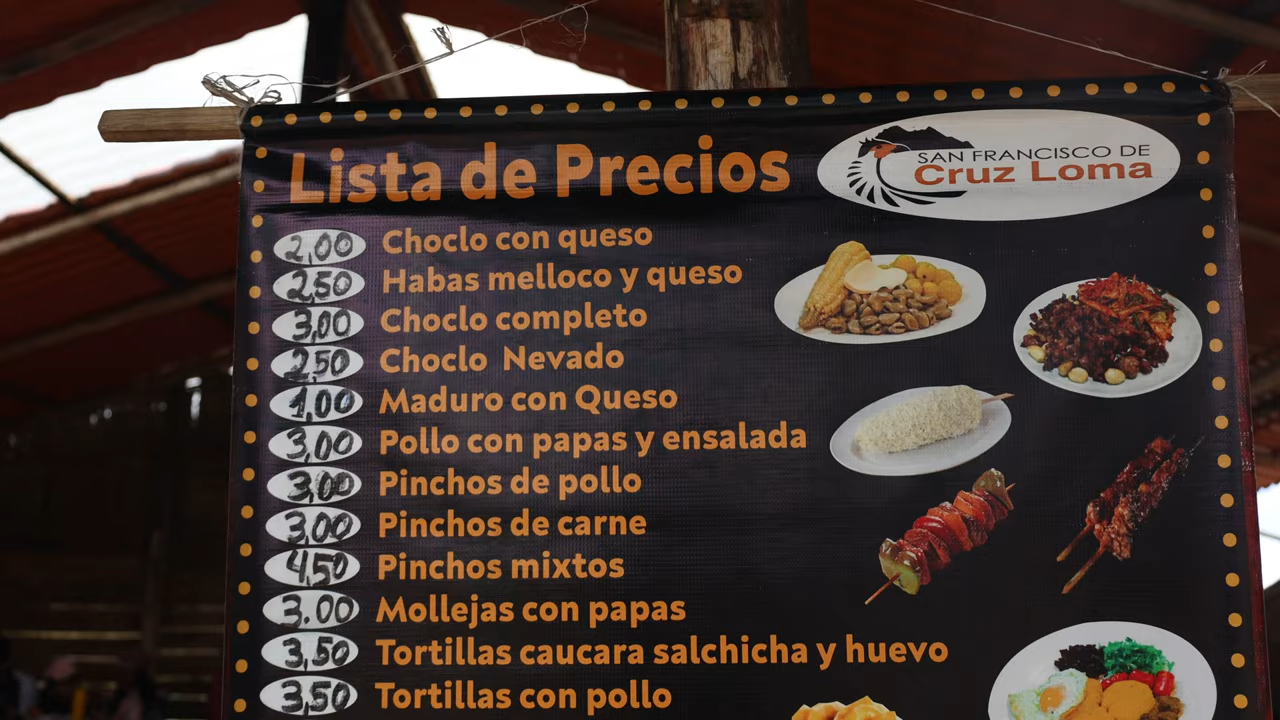 Lista de Precios
SAN FRANCISCO DE
Cruz Loma
2,00 Choclo con queso
2,50 Habas melloco y queso
3,00 Choclo completo
2,50 Choclo Nevado
1,00 Maduro con Queso
3,00 Pollo con papas y ensalada
3,00 Pinchos de pollo
3,00 Pinchos de carne
4,50 Pinchos mixtos
3.00 Mollejas con papas
3,50 Tortillas caucara salchicha y huevo
3,50 Tortillas con pollo